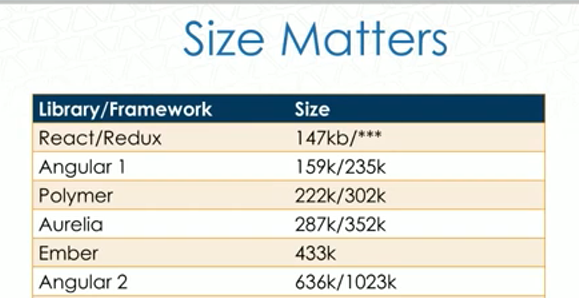 Size Matters
Library/Framework Size
React/Redux 147kb/***
Angular 1 159k/235k
Polymer 222k/302k
Aurelia 287k/352k
Ember 433k
Angular 2 636k/1023k